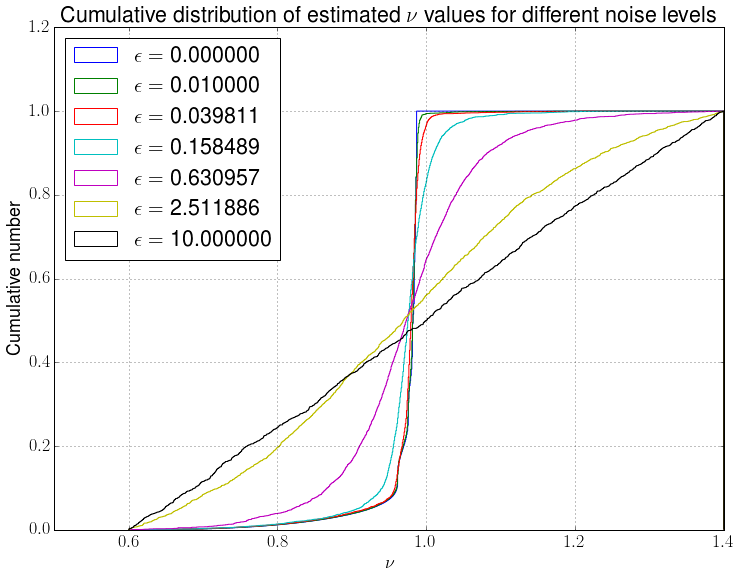 Cumulative distribution of estimated ν values for different noise levels
1.2
ϵ = 0.000000
ϵ = 0.010000
ϵ = 0.039811
ϵ = 0.158489
ϵ = 0.630957
ϵ = 2.511886
ϵ = 10.000000
1.0
0.8
0.6
0.4
0.2
0.0
Cumulative number
0.6 0.8 1.0 1.2 1.4
ν